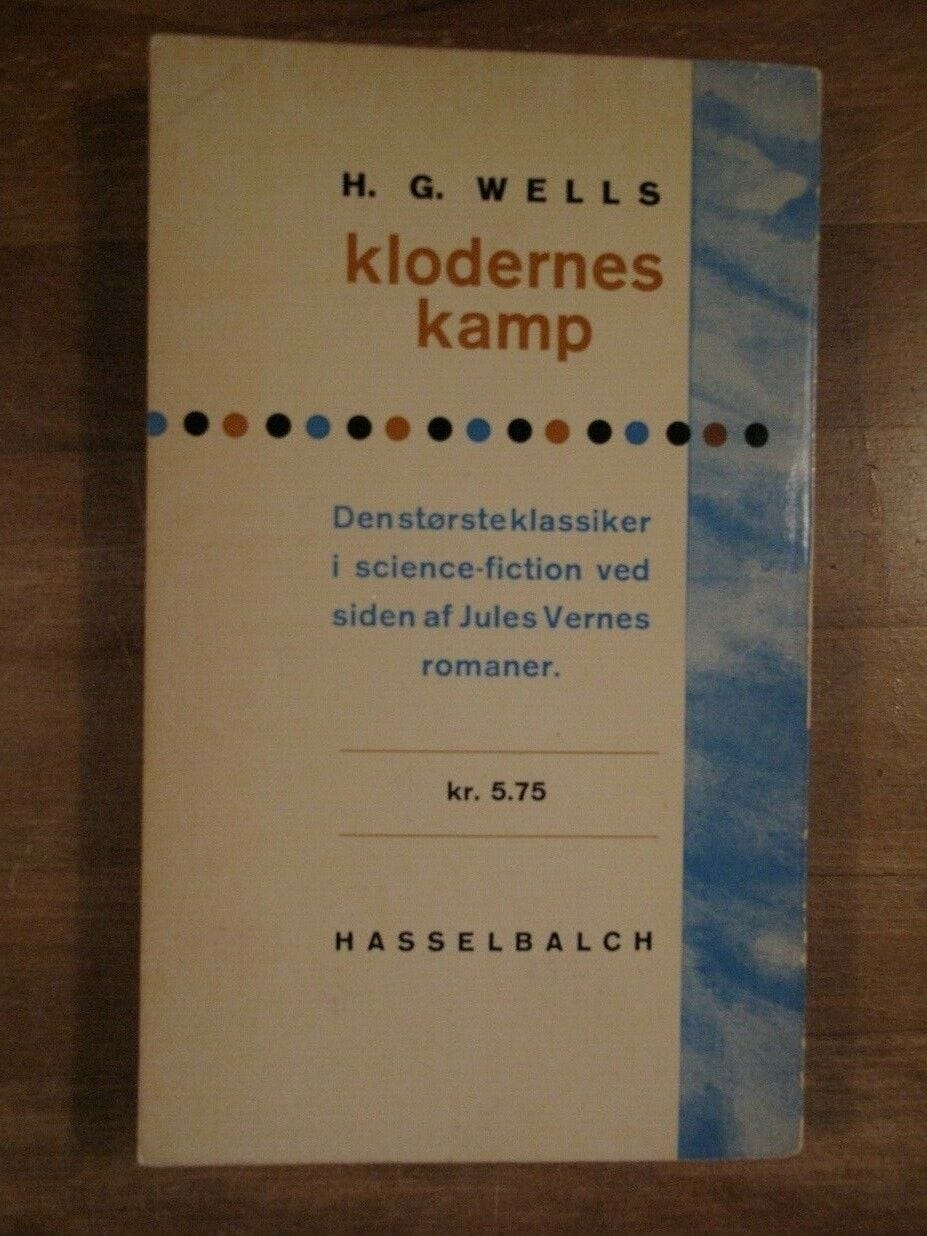 H. G. WELLS
klodernes
kamp
Den største klassiker
i science-fiction ved
siden af Jules Vernes
romaner.
kr. 5.75
HASSELBALCH